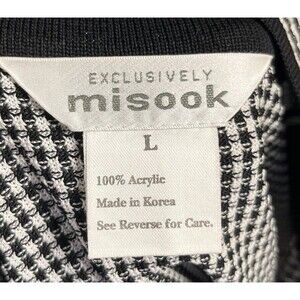 EXCLUSIVELY
misook
L
100% Acrylic
Made in Korea
See Reverse for Care.